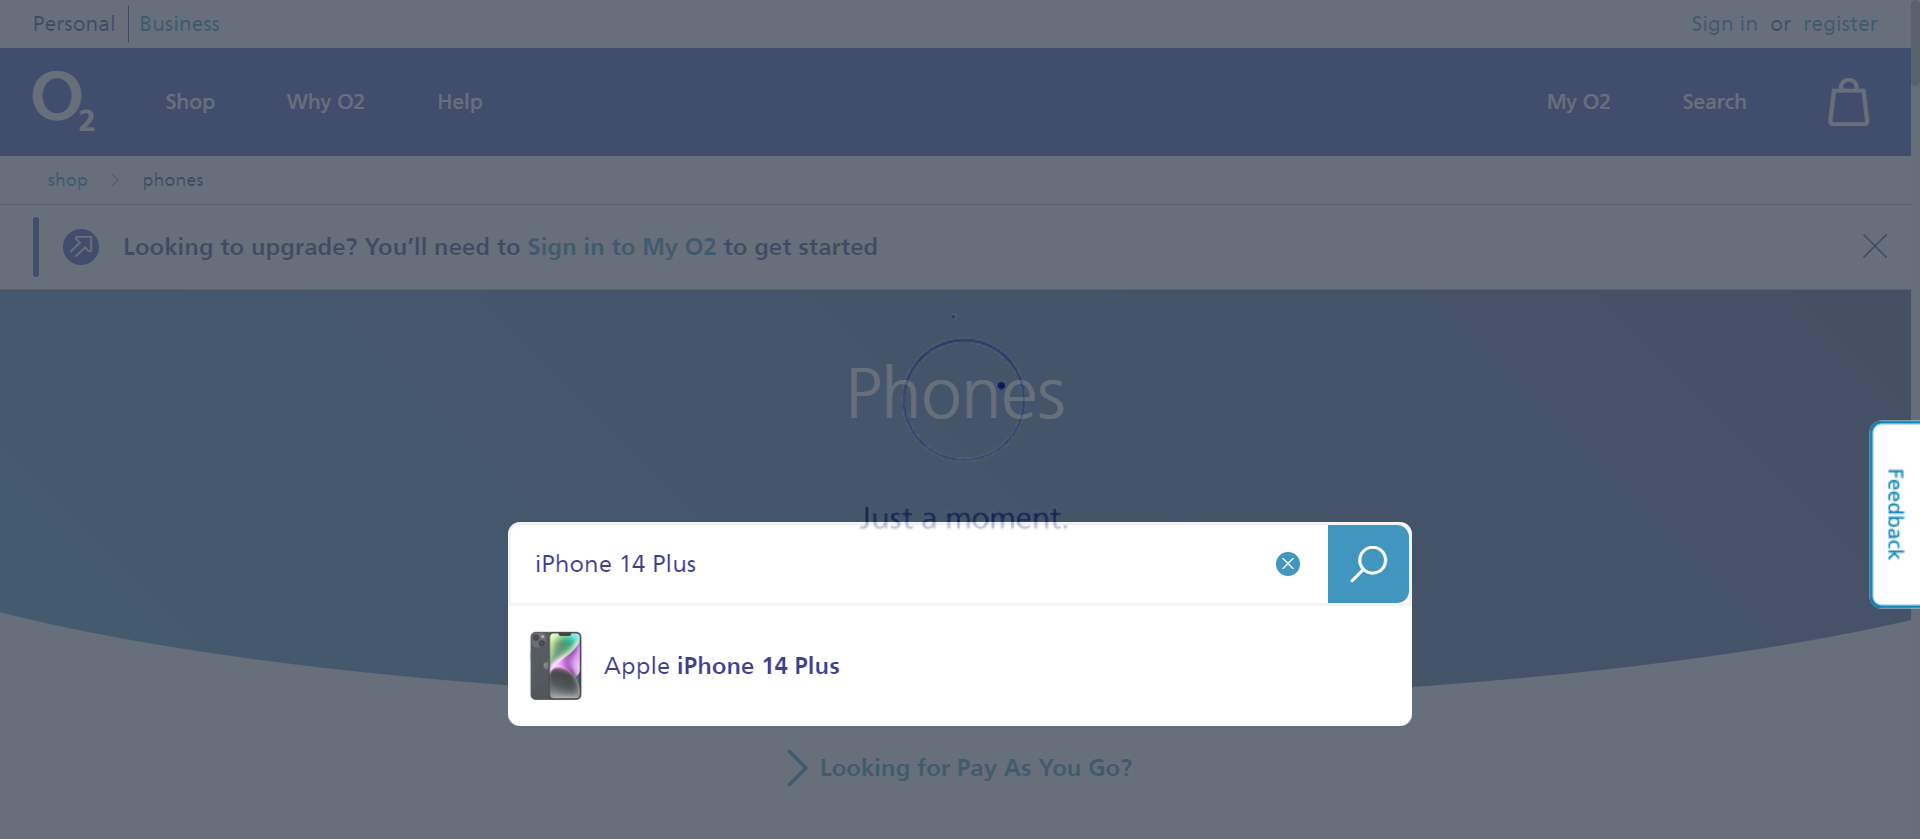 Personal Business
Sign in or register
O2 Shop Why O2 Help My O2 Search
shop phones
Looking to upgrade? You’ll need to Sign in to My O2 to get started
Phones
Just a moment.
iPhone 14 Plus
Apple iPhone 14 Plus
Looking for Pay As You Go?
Feedback